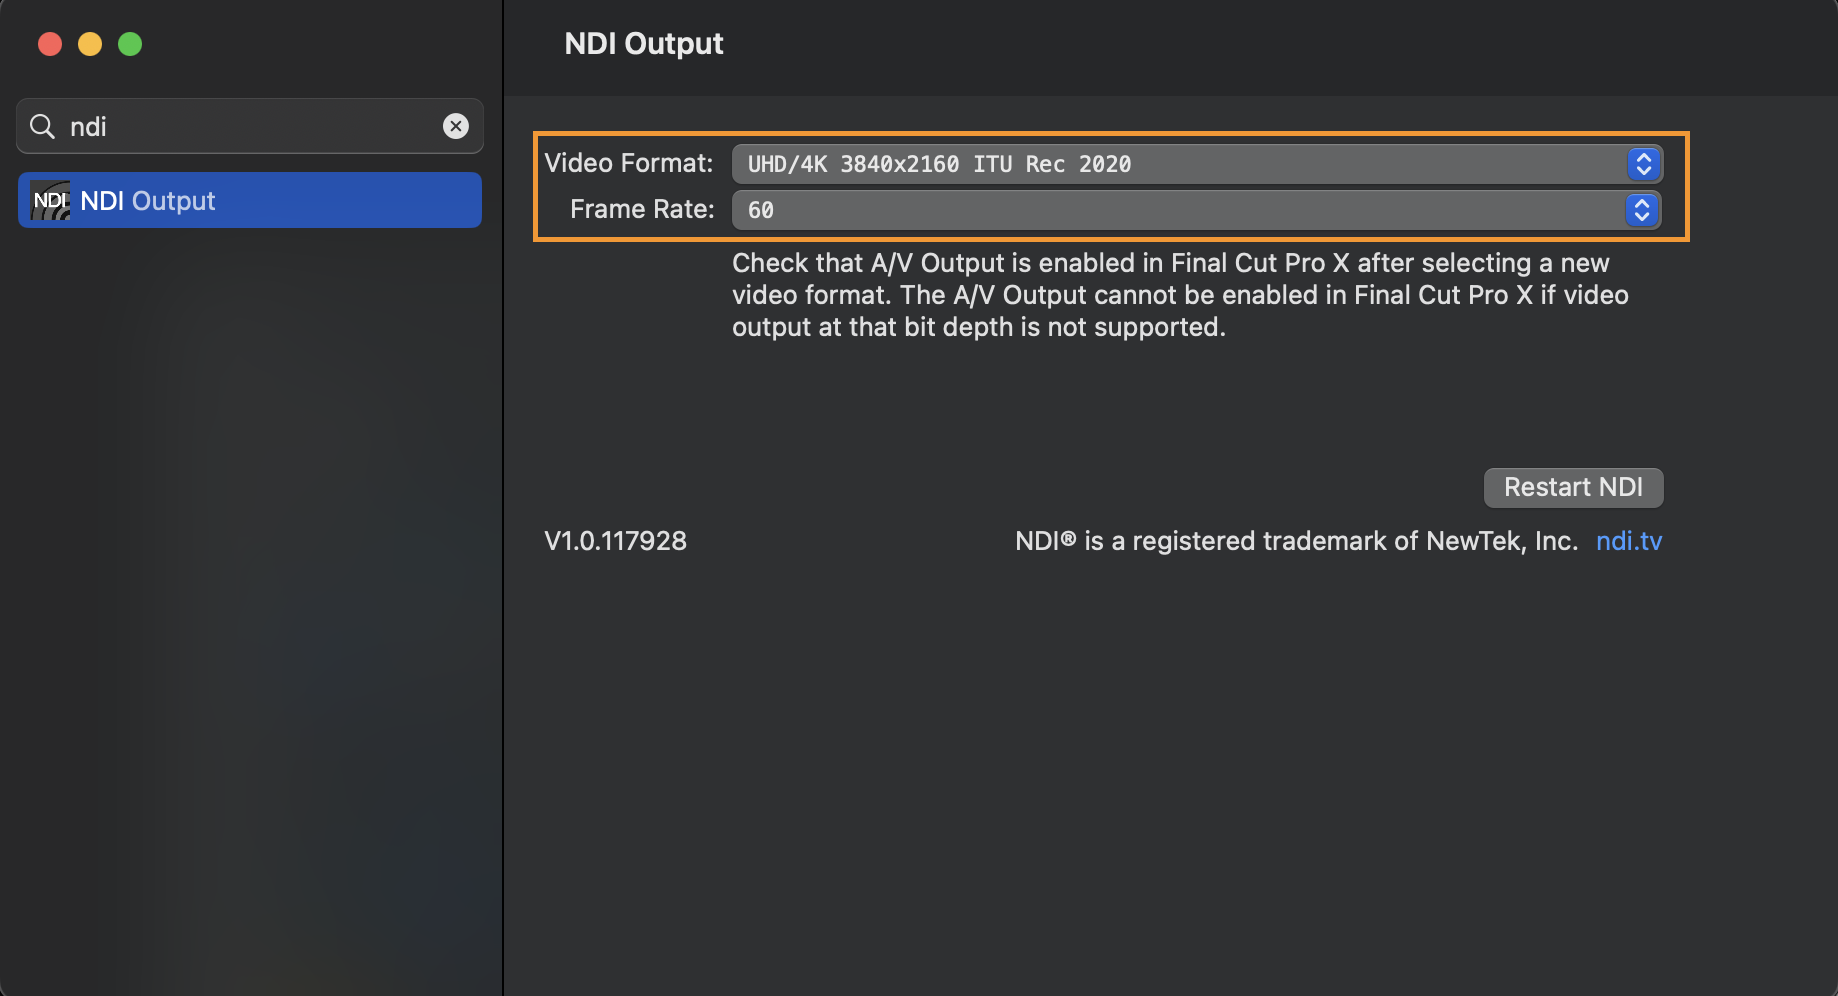 NDI Output
ndi
NDI NDI Output
Video Format: UHD/4K 3840x2160 ITU Rec 2020
Frame Rate: 60
Check that A/V Output is enabled in Final Cut Pro X after selecting a new
video format. The A/V Output cannot be enabled in Final Cut Pro X if video
output at that bit depth is not supported.
Restart NDI
V1.0.117928 NDI® is a registered trademark of NewTek, Inc. ndi.tv